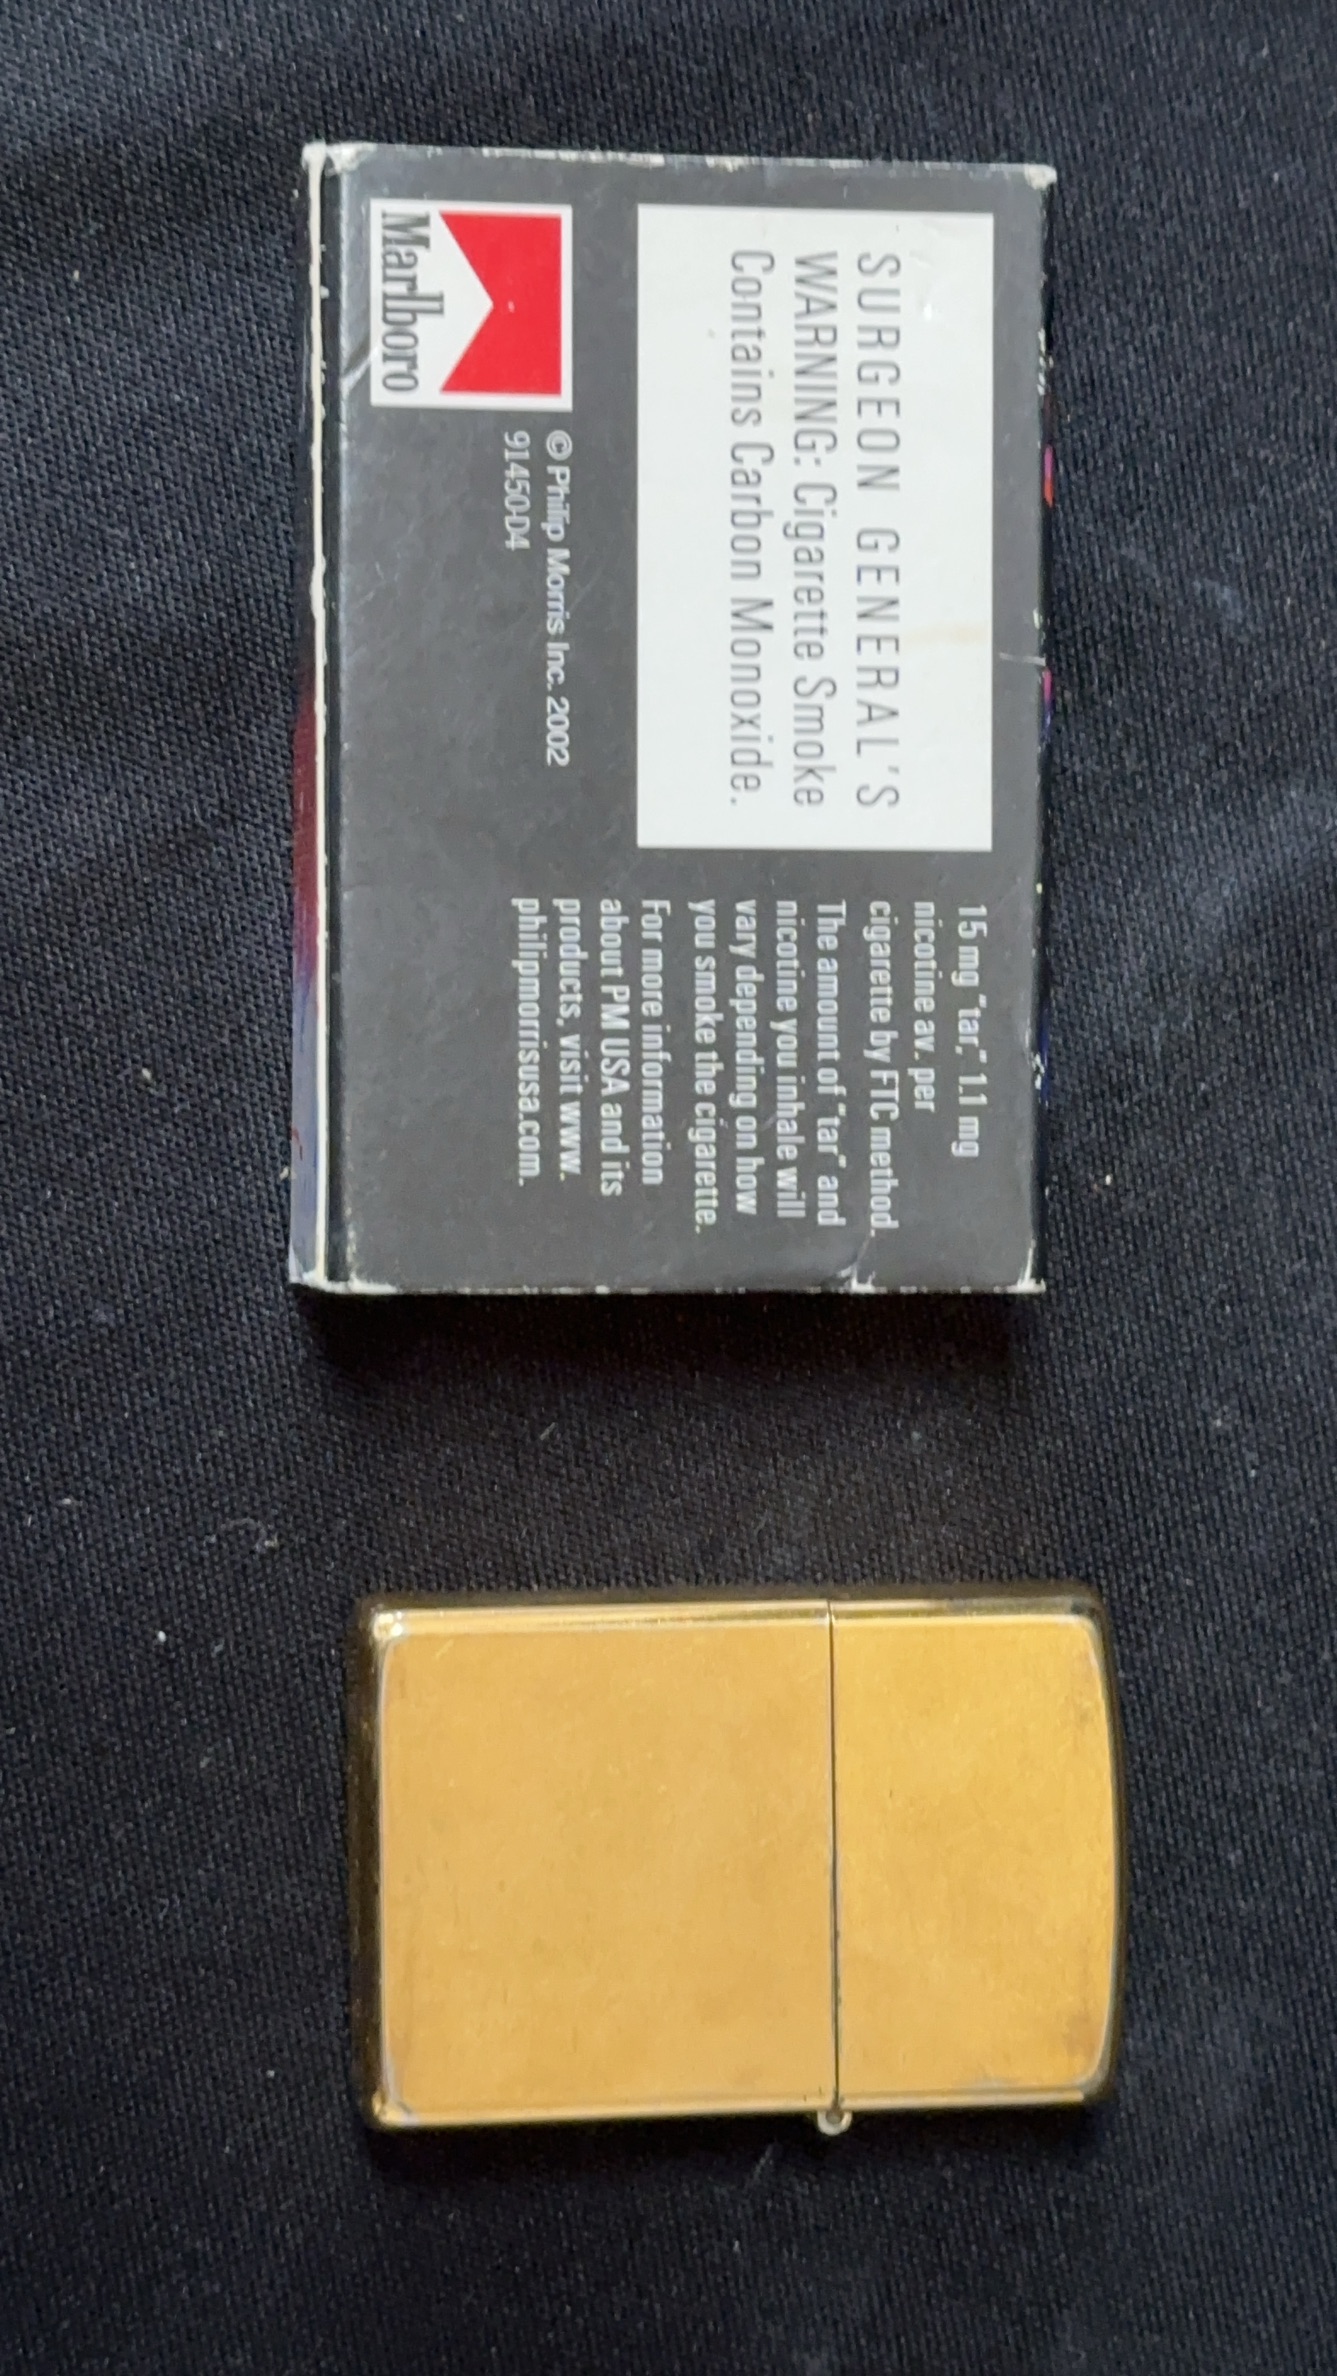 SURGEON GENERAL'S
WARNING: Cigarette Smoke
Contains Carbon Monoxide.
15 mg "tar," 1.1 mg
nicotine av. per
cigarette by FTC method.
The amount of "tar" and
nicotine you inhale will
vary depending on how
you smoke the cigarette.
For more information
about PM USA and its
products, visit www.
philipmorrisusa.com.
Marlboro
© Philip Morris Inc. 2002
91450-D4